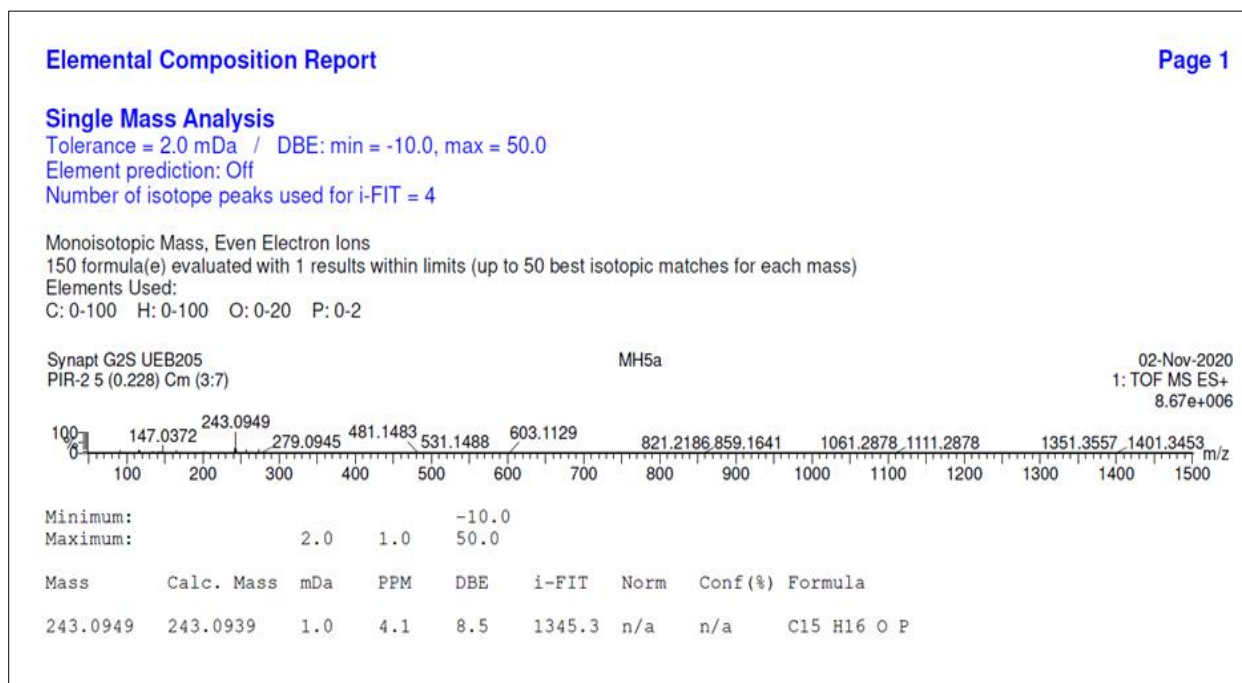 Elemental Composition Report Page 1
Single Mass Analysis
Tolerance = 2.0 mDa / DBE: min = -10.0, max = 50.0
Element prediction: Off
Number of isotope peaks used for i-FIT = 4
Monoisotopic Mass, Even Electron Ions
150 formula(e) evaluated with 1 results within limits (up to 50 best isotopic matches for each mass)
Elements Used:
C: 0-100 H: 0-100 O: 0-20 P: 0-2
Synapt G2S UEB205 MH5a 02-Nov-2020
PIR-2 5 (0.228) Cm (3:7) 1: TOF MS ES+
8.67e+006
100 147.0372 243.0949 279.0945 481.1483 531.1488 603.1129 821.2186 859.1641 1061.2878 1111.2878 1351.3557 1401.3453
%
0 m/z
100 200 300 400 500 600 700 800 900 1000 1100 1200 1300 1400 1500
Minimum: -10.0
Maximum: 2.0 1.0 50.0
Mass Calc. Mass mDa PPM DBE i-FIT Norm Conf(%) Formula
243.0949 243.0939 1.0 4.1 8.5 1345.3 n/a n/a C15 H16 O P